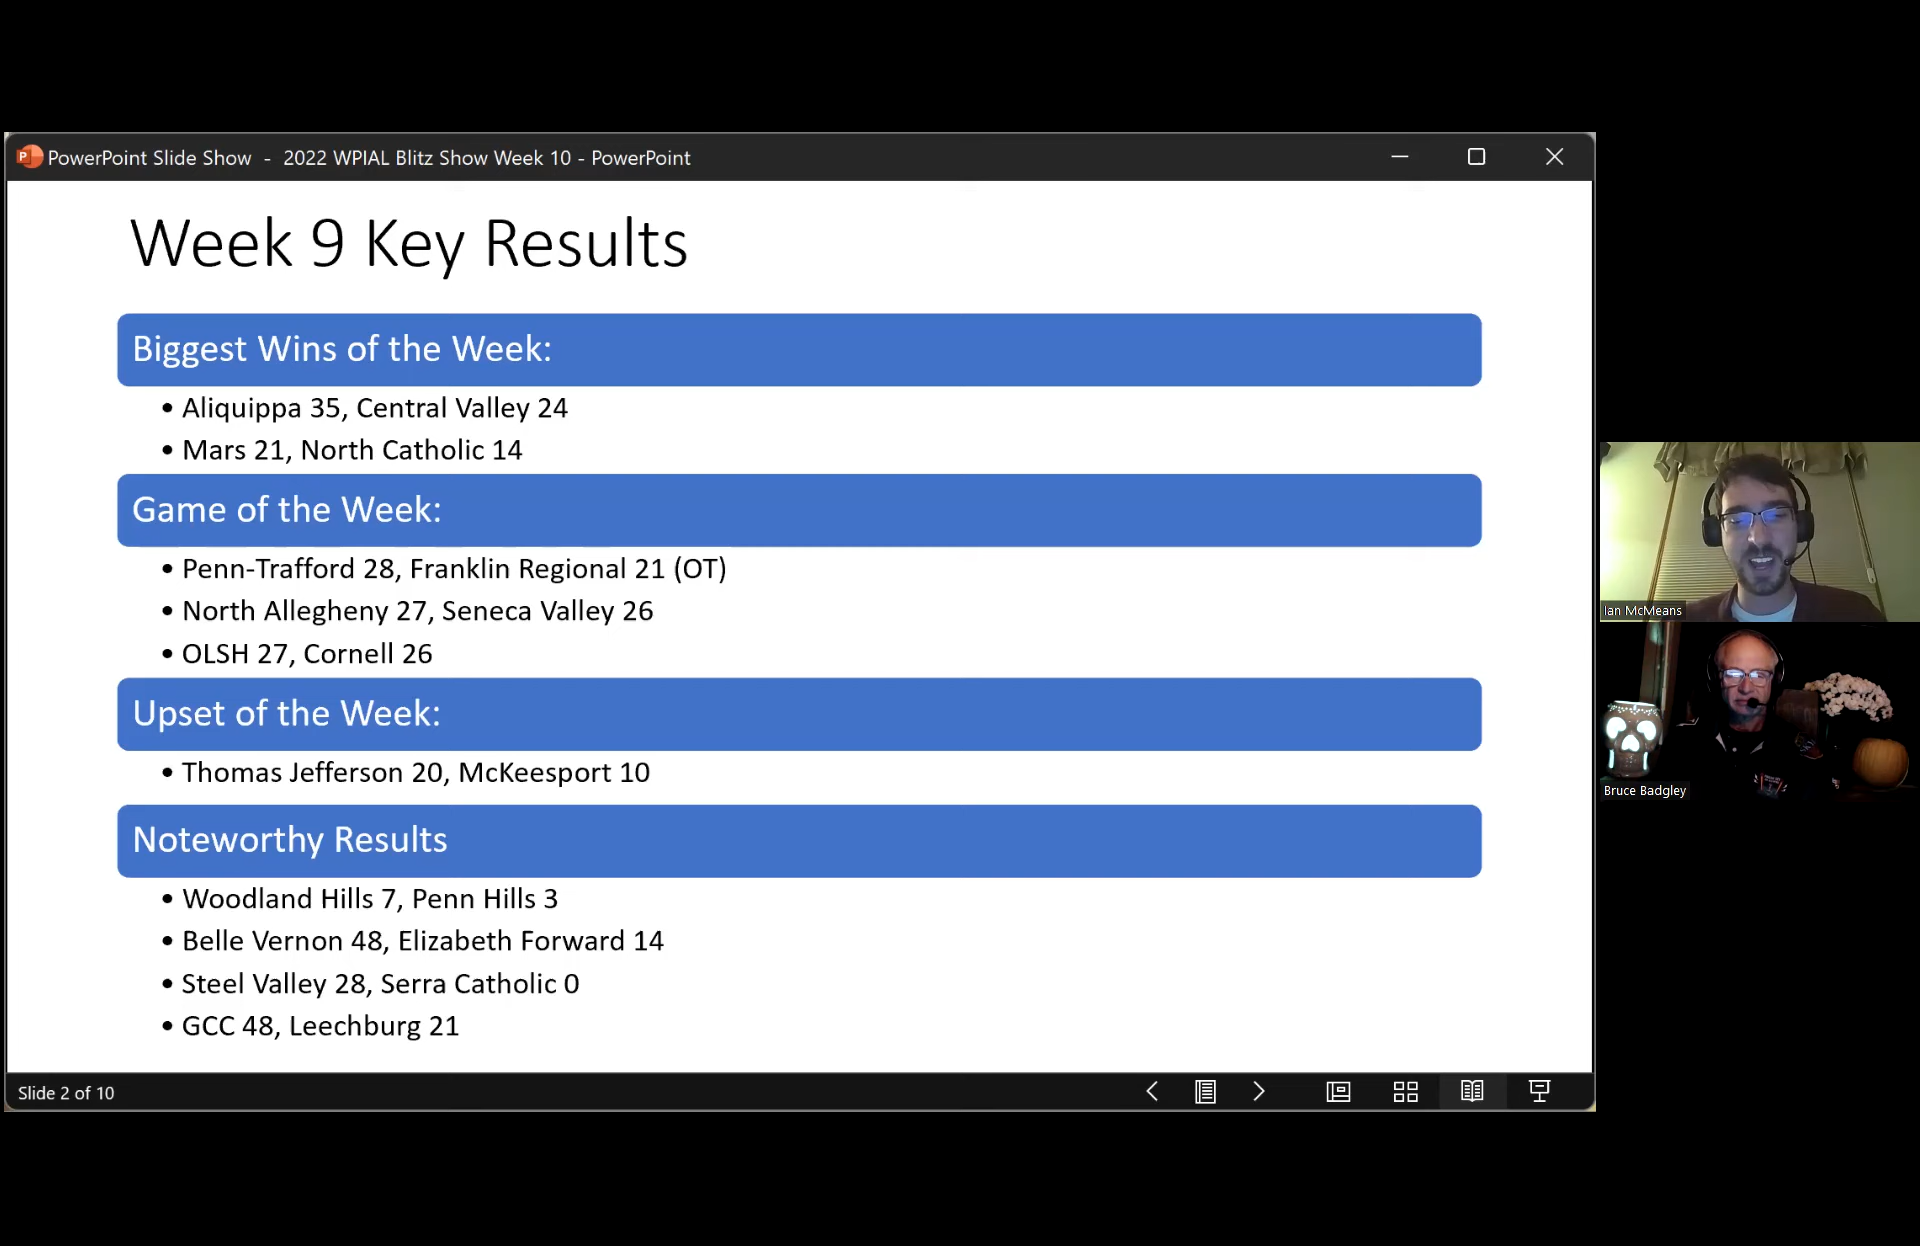 PowerPoint Slide Show - 2022 WPIAL Blitz Show Week 10 - PowerPoint
Week 9 Key Results
Biggest Wins of the Week:
• Aliquippa 35, Central Valley 24
• Mars 21, North Catholic 14
Game of the Week:
• Penn-Trafford 28, Franklin Regional 21 (OT)
• North Allegheny 27, Seneca Valley 26
• OLSH 27, Cornell 26
Upset of the Week:
• Thomas Jefferson 20, McKeesport 10
Noteworthy Results
• Woodland Hills 7, Penn Hills 3
• Belle Vernon 48, Elizabeth Forward 14
• Steel Valley 28, Serra Catholic 0
• GCC 48, Leechburg 21
Slide 2 of 10
Ian McMeans
Bruce Badgley